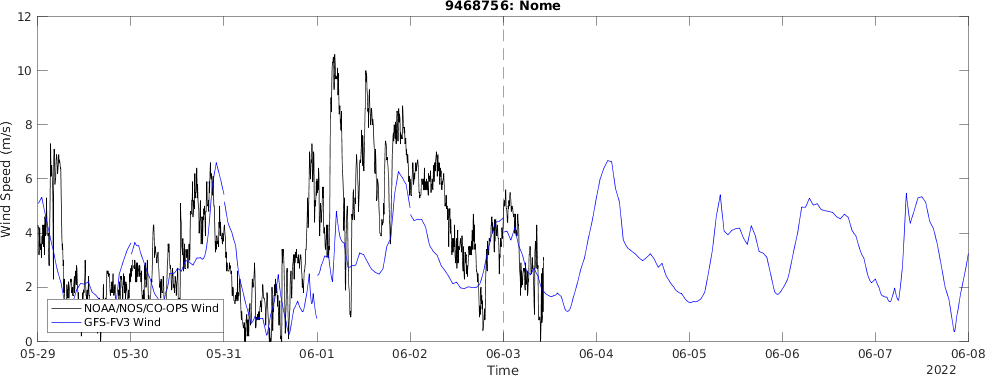 9468756: Nome
12
10
8
6
4
2
0
Wind Speed (m/s)
NOAA/NOS/CO-OPS Wind
GFS-FV3 Wind
05-29 05-30 05-31 06-01 06-02 06-03 06-04 06-05 06-06 06-07 06-08
Time
2022